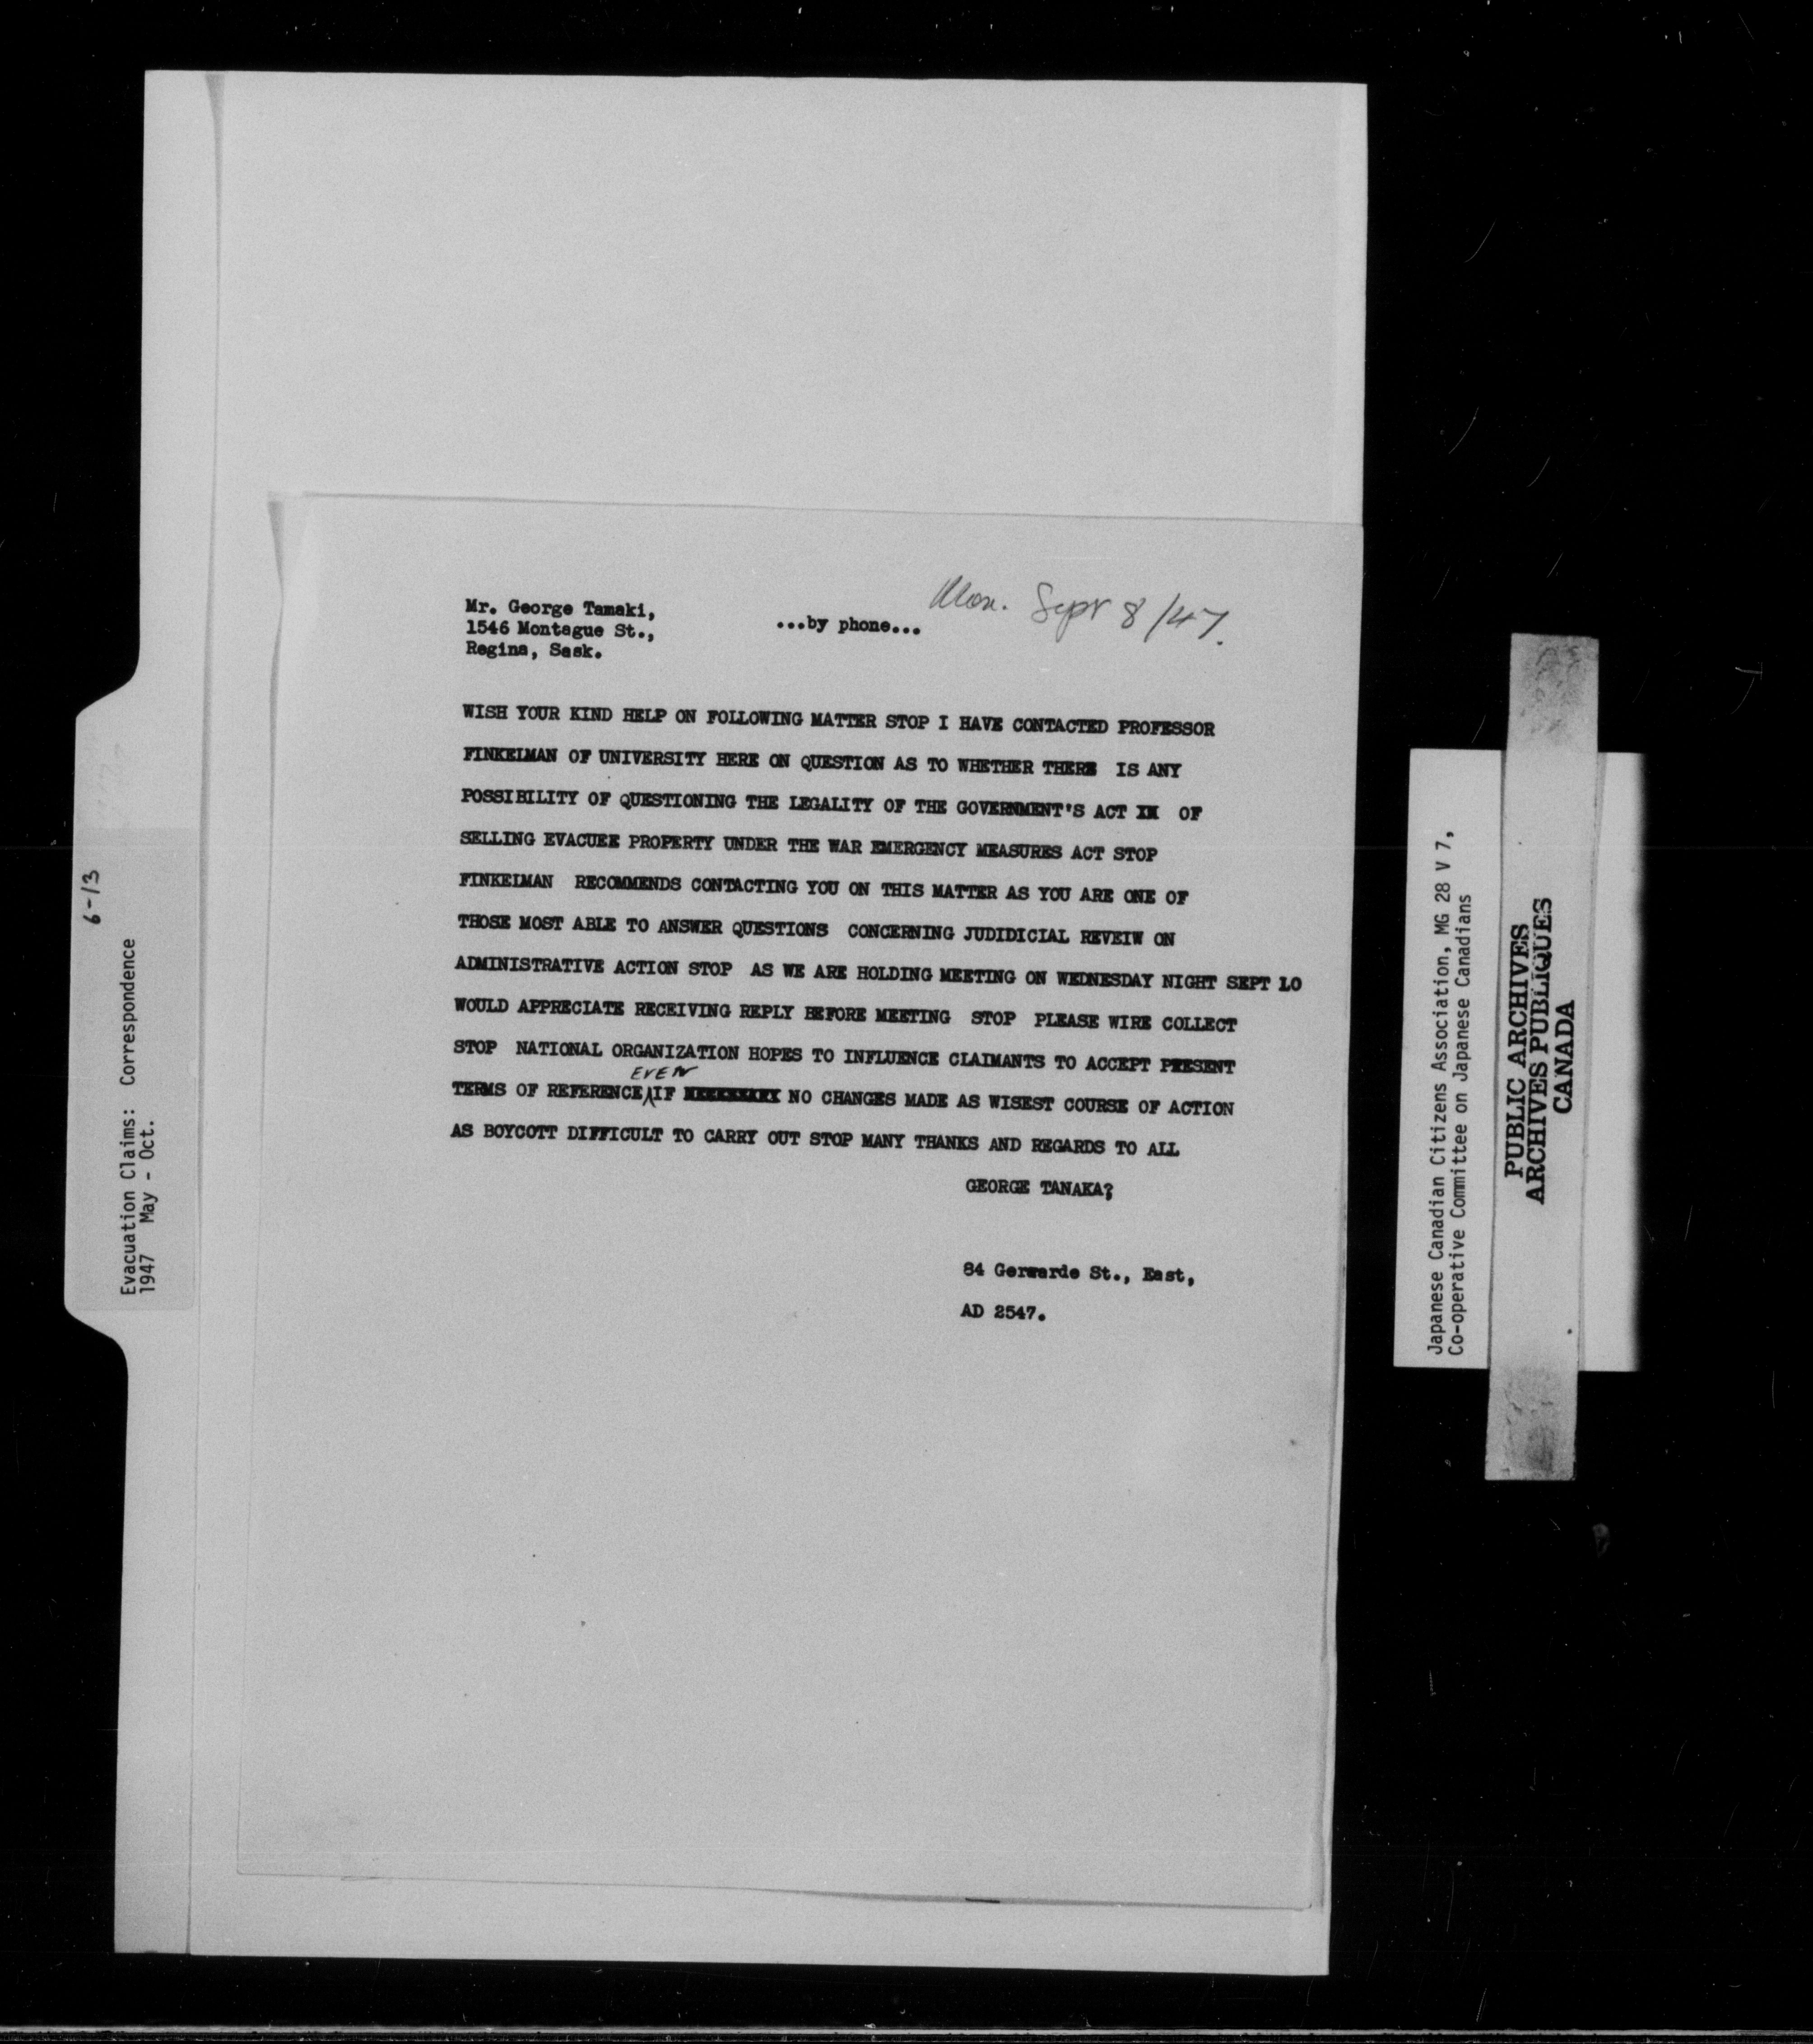 Mr. George Tamaki,
1546 Montague St.,
Regina, Sask.
...by phone...
Mon. Sept 8/47.
WISH YOUR KIND HELP ON FOLLOWING MATTER STOP I HAVE CONTACTED PROFESSOR
FINKELMAN OF UNIVERSITY HERE ON QUESTION AS TO WHETHER THERE IS ANY
POSSIBILITY OF QUESTIONING THE LEGALITY OF THE GOVERNMENT'S ACT OF
SELLING EVACUEE PROPERTY UNDER THE WAR EMERGENCY MEASURES ACT STOP
FINKELMAN RECOMMENDS CONTACTING YOU ON THIS MATTER AS YOU ARE ONE OF
THOSE MOST ABLE TO ANSWER QUESTIONS CONCERNING JUDIDICIAL REVEIW ON
ADMINISTRATIVE ACTION STOP AS WE ARE HOLDING MEETING ON WEDNESDAY NIGHT SEPT 10
WOULD APPRECIATE RECEIVING REPLY BEFORE MEETING STOP PLEASE WIRE COLLECT
STOP NATIONAL ORGANIZATION HOPES TO INFLUENCE CLAIMANTS TO ACCEPT PRESENT
TERMS OF REFERENCE EVEN IF NO CHANGES MADE AS WISEST COURSE OF ACTION
AS BOYCOTT DIFFICULT TO CARRY OUT STOP MANY THANKS AND REGARDS TO ALL
GEORGE TANAKA?
84 Gerwarde St., East,
AD 2547.
6-13
Evacuation Claims: Correspondence
1947 May - Oct.
Japanese Canadian Citizens Association, MG 28 V 7,
Co-operative Committee on Japanese Canadians
PUBLIC ARCHIVES
ARCHIVES PUBLIQUES
CANADA